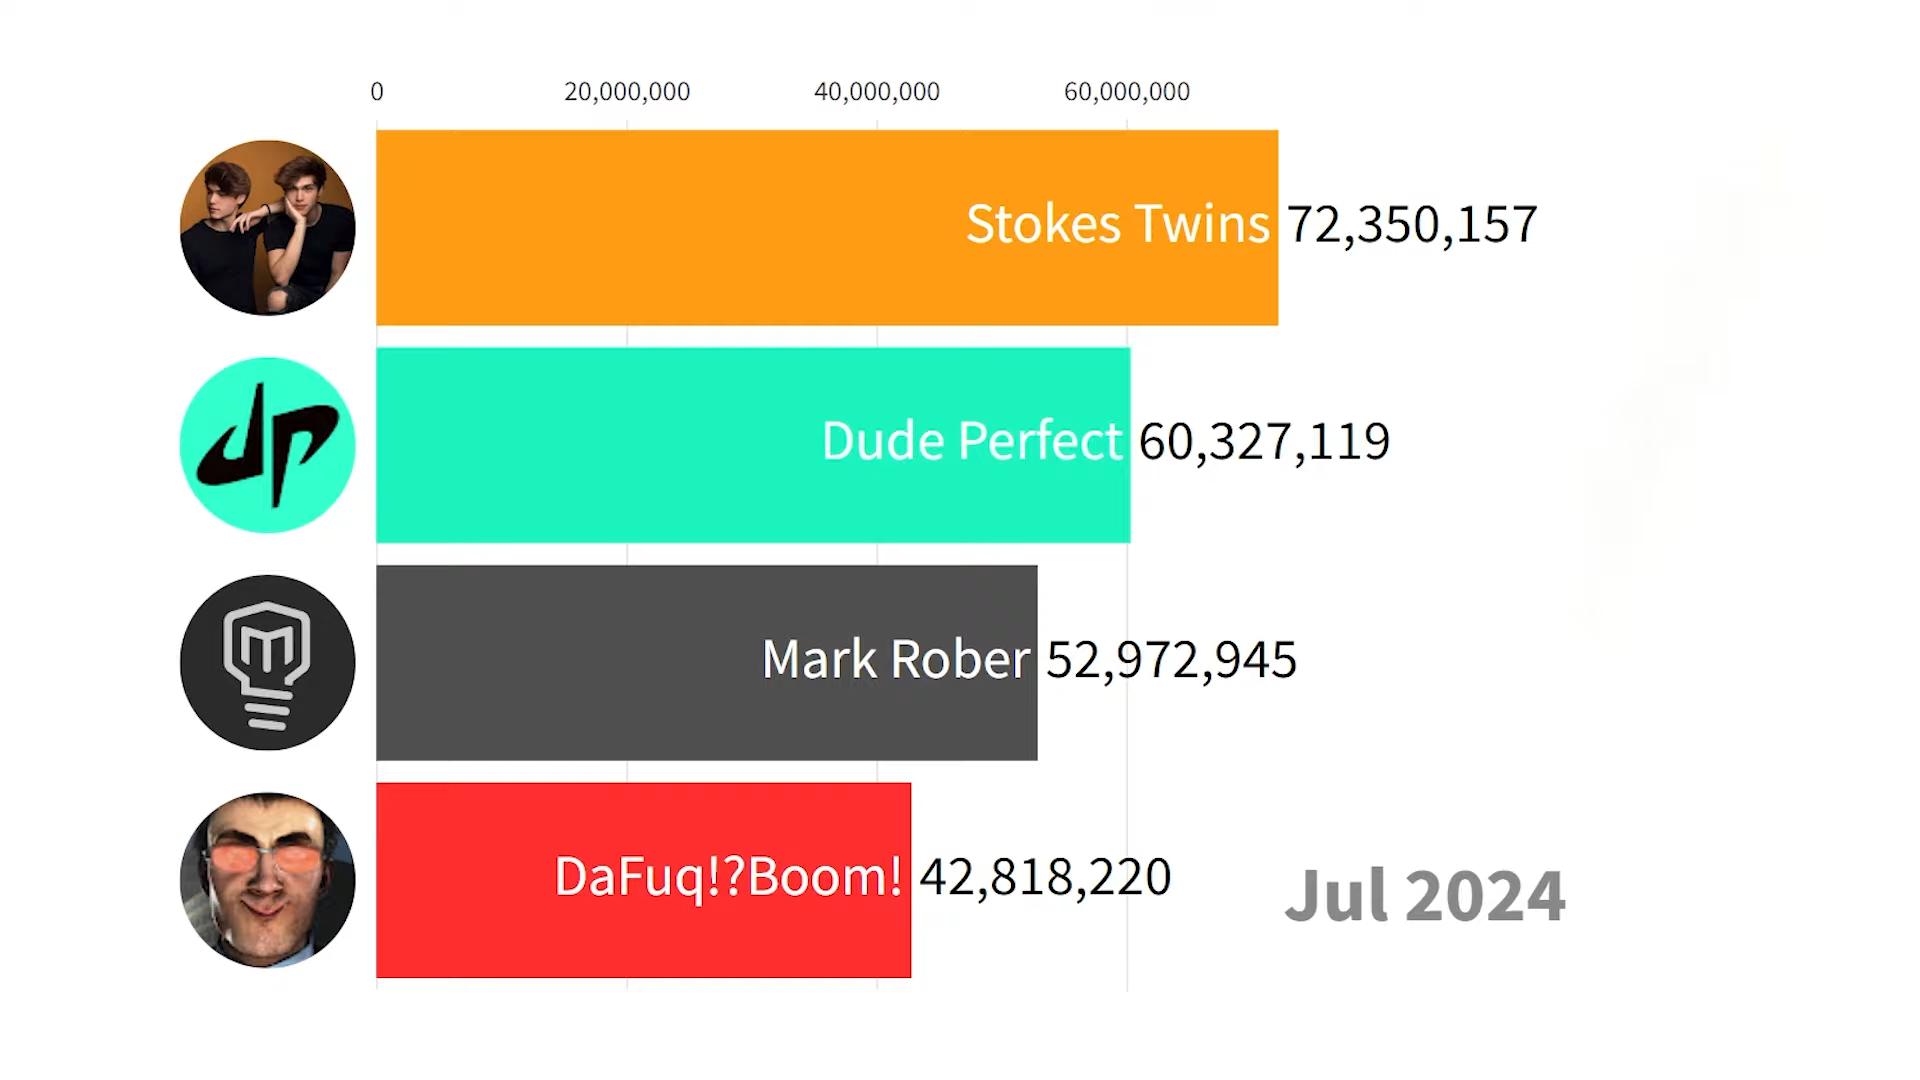 0 20,000,000 40,000,000 60,000,000
Stokes Twins 72,350,157
dp
Dude Perfect 60,327,119
M
Mark Rober 52,972,945
DaFuq!?Boom! 42,818,220
Jul 2024